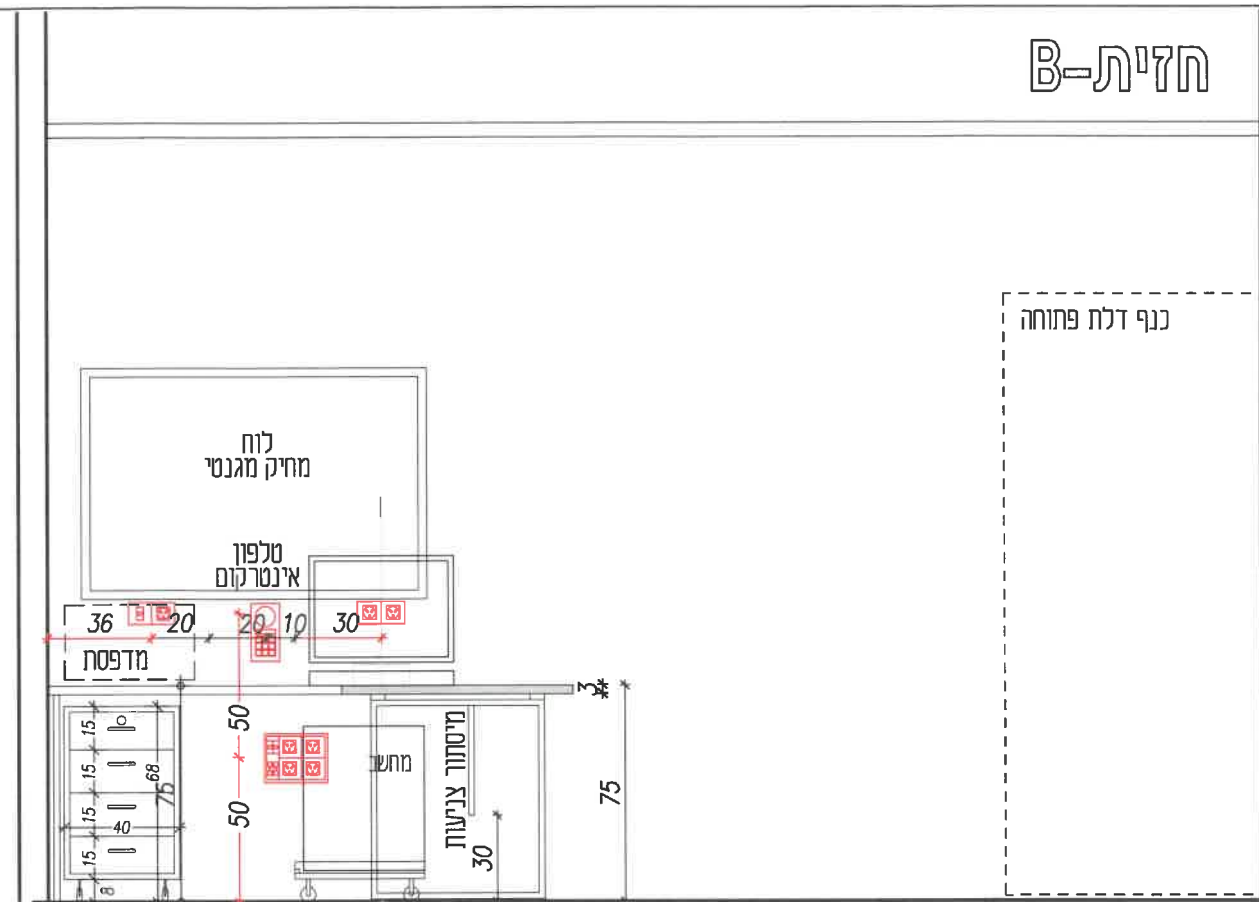 חזית-B
כנף דלת פתוחה
לוח
מחיק מגנטי
טלפון
אינטרקום
36 20 20 10 30
מדפסת
3
50
15
15
15
15
68
75
40
8
50
מחשב
מיסתור צניעות
30
75